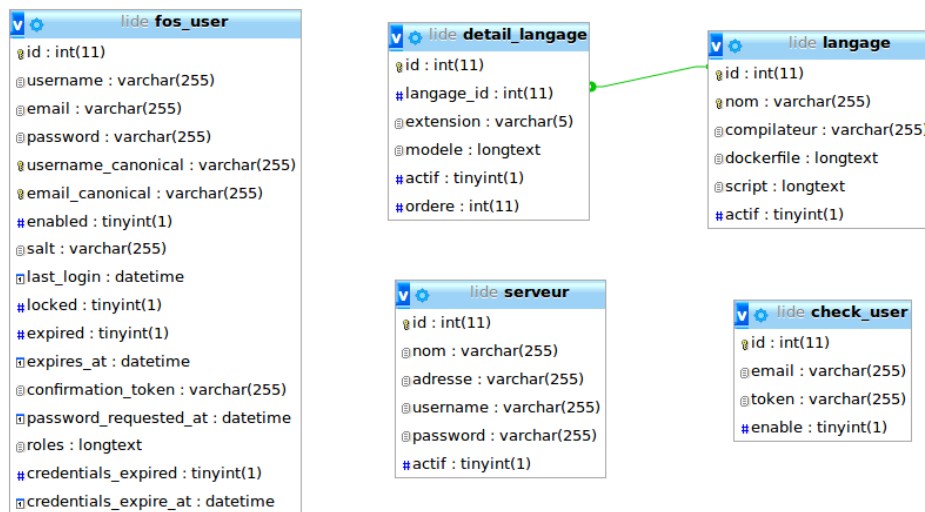 lide fos_user
id : int(11)
username : varchar(255)
email : varchar(255)
password : varchar(255)
username_canonical : varchar(255)
email_canonical : varchar(255)
enabled : tinyint(1)
salt : varchar(255)
last_login : datetime
locked : tinyint(1)
expired : tinyint(1)
expires_at : datetime
confirmation_token : varchar(255)
password_requested_at : datetime
roles : longtext
credentials_expired : tinyint(1)
credentials_expire_at : datetime
lide detail_langage
id : int(11)
langage_id : int(11)
extension : varchar(5)
modele : longtext
actif : tinyint(1)
ordere : int(11)
lide langage
id : int(11)
nom : varchar(255)
compilateur : varchar(255)
dockerfile : longtext
script : longtext
actif : tinyint(1)
lide serveur
id : int(11)
nom : varchar(255)
adresse : varchar(255)
username : varchar(255)
password : varchar(255)
actif : tinyint(1)
lide check_user
id : int(11)
email : varchar(255)
token : varchar(255)
enable : tinyint(1)